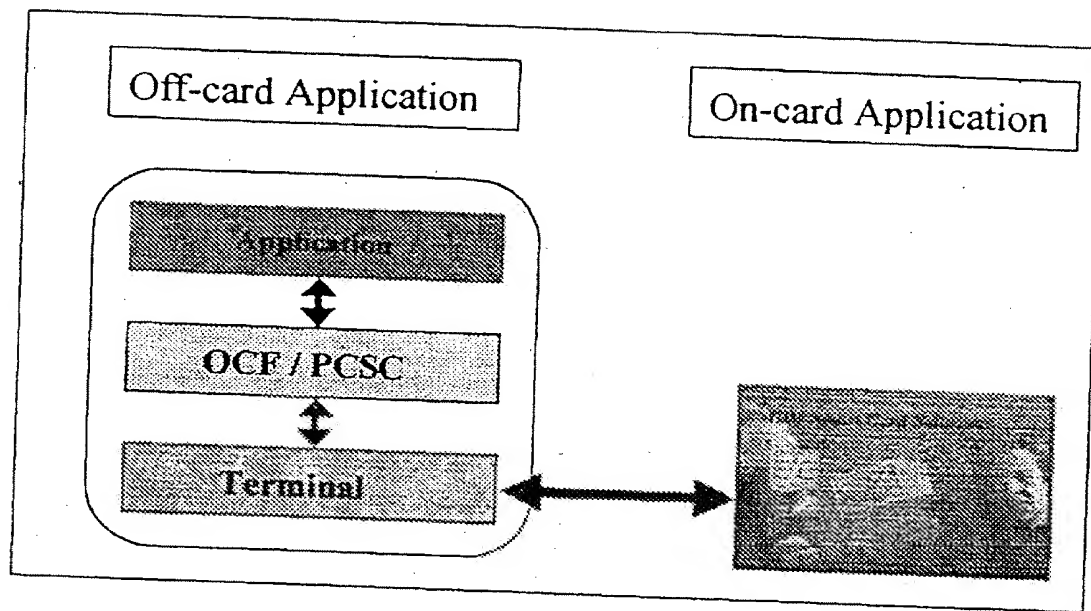 Off-card Application
On-card Application
Application
OCF / PCSC
Terminal